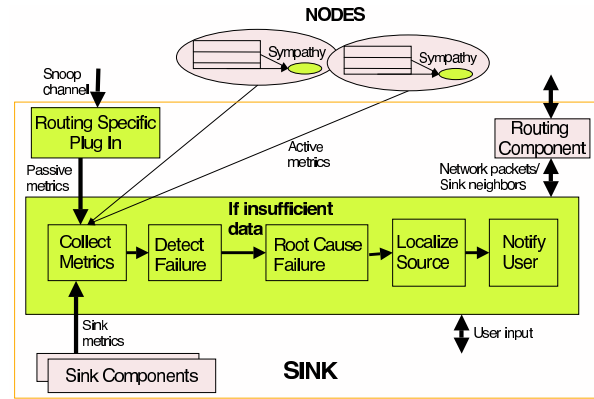 NODES
Snoop
channel
Sympathy
Sympathy
Routing Specific
Plug In
Routing
Component
Passive
metrics
Active
metrics
Network packets/
Sink neighbors
If insufficient
data
Collect
Metrics
Detect
Failure
Root Cause
Failure
Localize
Source
Notify
User
Sink
metrics
User input
Sink Components
SINK